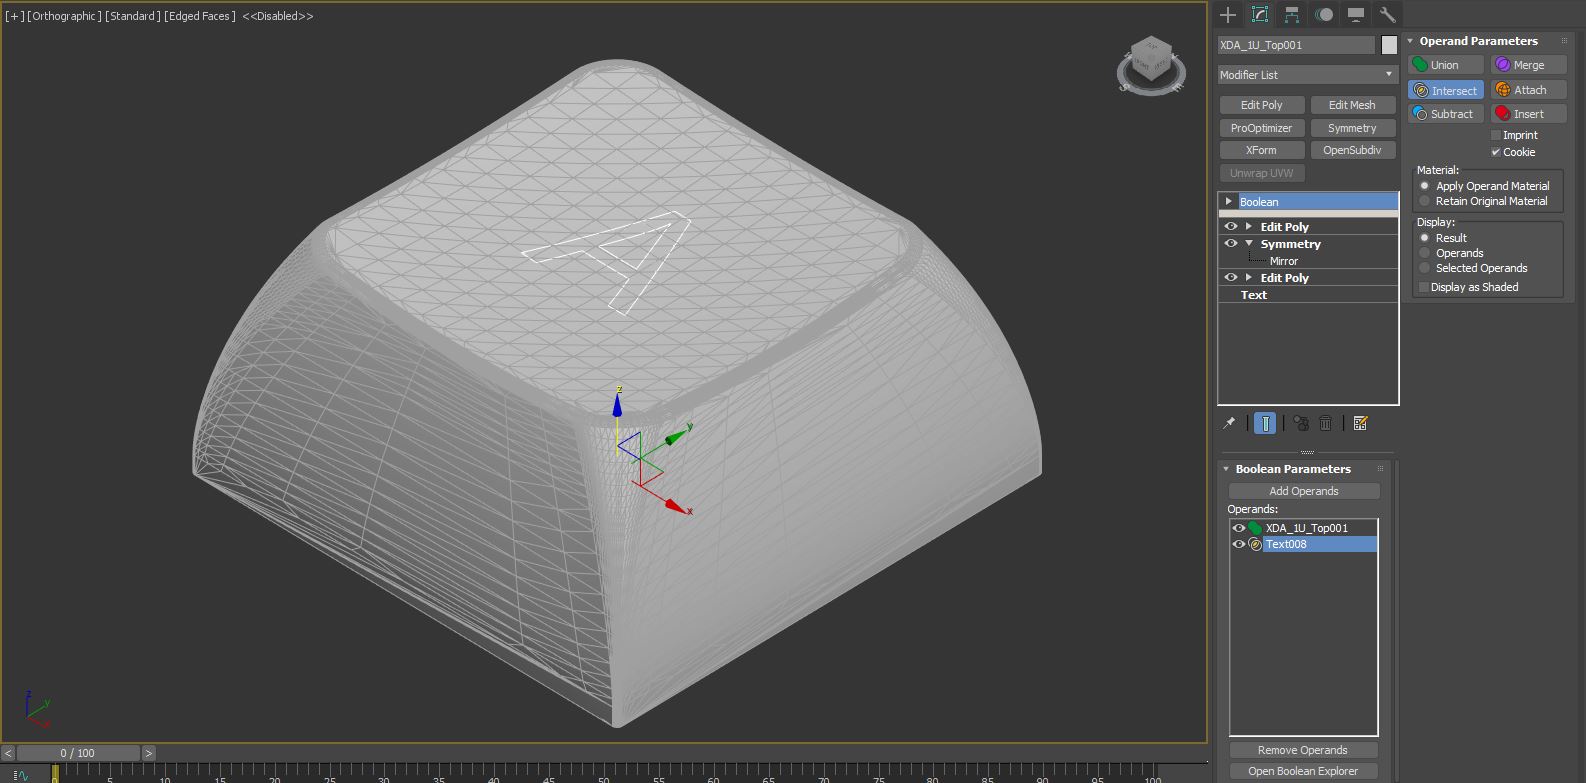 [+] [Orthographic] [Standard] [Edged Faces] <<Disabled>>
A
z
y
x
z
y
x
< 0 / 100 >
0 5 10 15 20 25 30 35 40 45 50 55 60 65 70 75 80 85 90 95 100
XDA_1U_Top001
Modifier List
Edit Poly Edit Mesh
ProOptimizer Symmetry
XForm OpenSubdiv
Unwrap UVW
Boolean
Edit Poly
Symmetry
Mirror
Edit Poly
Text
Boolean Parameters
Add Operands
Operands:
XDA_1U_Top001
Text008
Remove Operands
Open Boolean Explorer
Operand Parameters
Union Merge
Intersect Attach
Subtract Insert
Imprint
Cookie
Material:
Apply Operand Material
Retain Original Material
Display:
Result
Operands
Selected Operands
Display as Shaded